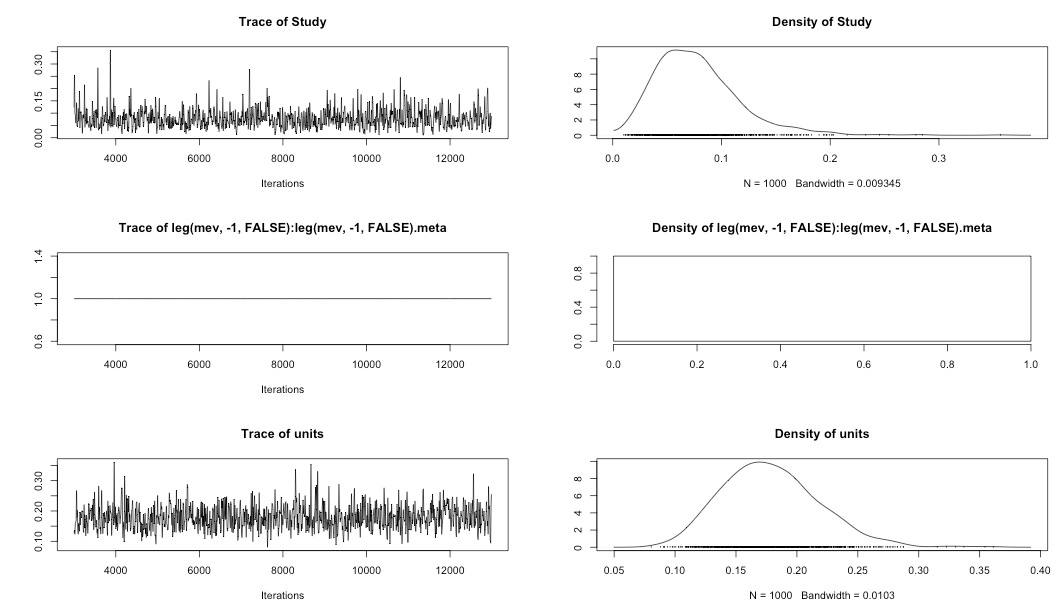 Trace of Study
0.00 0.15 0.30
4000 6000 8000 10000 12000
Iterations
Density of Study
0 2 4 6 8
0.0 0.1 0.2 0.3
N = 1000 Bandwidth = 0.009345
Trace of leg(mev, -1, FALSE):leg(mev, -1, FALSE).meta
0.6 1.0 1.4
4000 6000 8000 10000 12000
Iterations
Density of leg(mev, -1, FALSE):leg(mev, -1, FALSE).meta
0.0 0.4 0.8
0.0 0.2 0.4 0.6 0.8 1.0
Trace of units
0.10 0.20 0.30
4000 6000 8000 10000 12000
Iterations
Density of units
0 2 4 6 8
0.05 0.10 0.15 0.20 0.25 0.30 0.35 0.40
N = 1000 Bandwidth = 0.0103